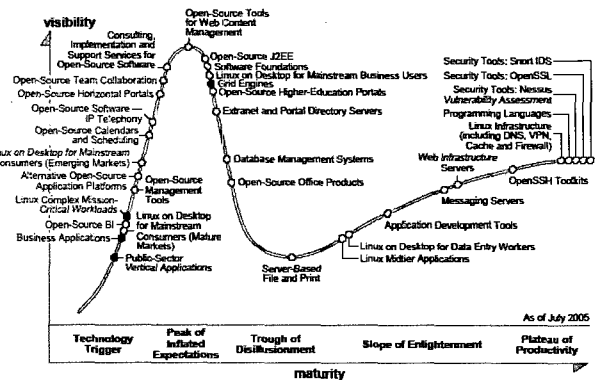 visibility
Open-Source Tools
for Web Content
Management
Consulting,
Implementation and
Support Services for
Open-Source Software
Open-Source Team Collaboration
Open-Source Horizontal Portals
Open-Source Software
IP Telephony
Open-Source Calendars
and Scheduling
Linux on Desktop for Mainstream
Consumers (Emerging Markets)
Alternative Open-Source
Application Platforms
Linux Complex Mission-
Critical Workloads
Open-Source BI
Business Applications
Open-Source
Management
Tools
Linux on Desktop
for Mainstream
Consumers (Mature
Markets)
Public-Sector
Vertical Applications
Open-Source J2EE
Software Foundations
Linux on Desktop for Mainstream Business Users
Grid Engines
Open-Source Higher-Education Portals
Extranet and Portal Directory Servers
Database Management Systems
Open-Source Office Products
Server-Based
File and Print
Linux Midtier Applications
Linux on Desktop for Data Entry Workers
Application Development Tools
Messaging Servers
Web Infrastructure
Servers
OpenSSH Toolkits
Security Tools: Snort IDS
Security Tools: OpenSSL
Security Tools: Nessus
Vulnerability Assessment
Programming Languages
Linux Infrastructure
(including DNS, VPN,
Cache and Firewall)
As of July 2005
Technology
Trigger
Peak of
Inflated
Expectations
Trough of
Disillusionment
Slope of Enlightenment
Plateau of
Productivity
maturity